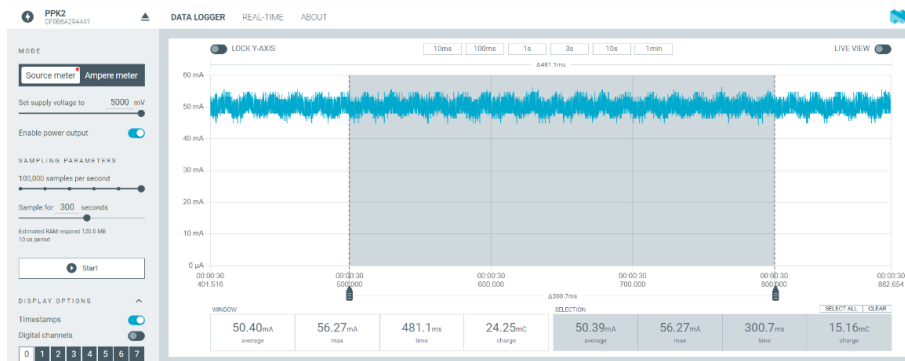 PPK2
CF0B6A29A441
DATA LOGGER REAL-TIME ABOUT
MODE
Source meter Ampere meter
Set supply voltage to 5000 mV
Enable power output
SAMPLING PARAMETERS
100,000 samples per second
Sample for 300 seconds
Estimated RAM required 120.0 MB
10 us period
Start
DISPLAY OPTIONS
Timestamps
Digital channels
0 1 2 3 4 5 6 7
LOCK Y-AXIS 10ms 100ms 1s 3s 10s 1min LIVE VIEW
Δ481.1ms
60 mA
50 mA
40 mA
30 mA
20 mA
10 mA
0 µA
00:00:30 00:00:30 00:00:30 00:00:30 00:00:30 00:00:30
401.516 500.000 600.000 700.000 800.000 882.654
Δ300.7ms
WINDOW SELECTION SELECT ALL CLEAR
50.40mA 56.27mA 481.1ms 24.25mC 50.39mA 56.27mA 300.7ms 15.16mC
average max time charge average max time charge